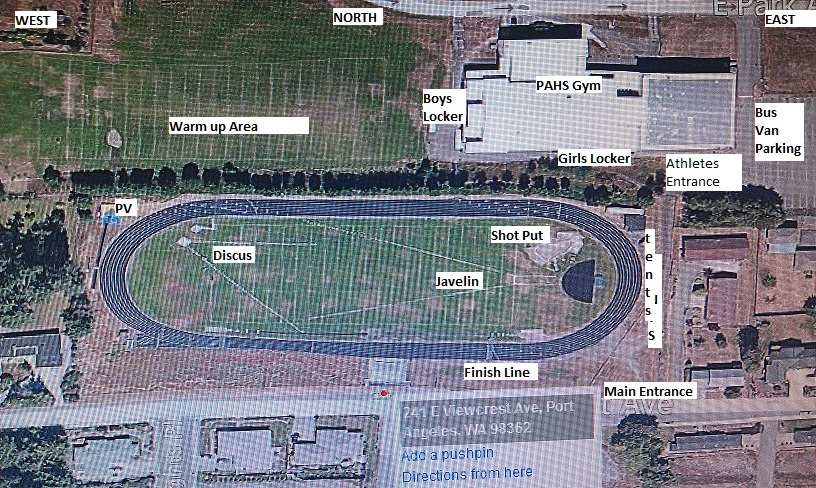 WEST
NORTH
E Park A
EAST
PAHS Gym
Boys
Locker
Bus
Van
Parking
Warm up Area
Girls Locker
Athletes
Entrance
PV
Shot Put
Discus
Javelin
t
e
n
t
s
S
Finish Line
Main Entrance
241 E Viewcrest Ave, Port
Angeles, WA 98362
t Ave
Add a pushpin
Directions from here